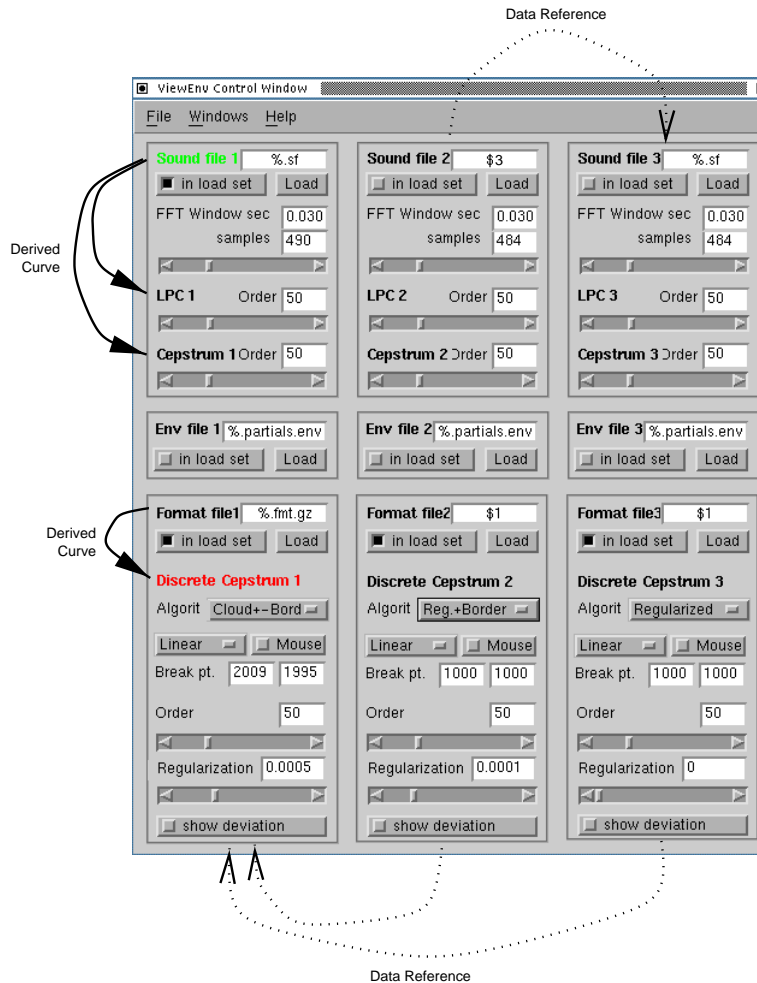 Data Reference
ViewEnv Control Window
File Windows Help
Sound file 1 %.sf
in load set Load
FFT Window sec 0.030
samples 490
LPC 1 Order 50
Cepstrum 1 Order 50
Sound file 2 $3
in load set Load
FFT Window sec 0.030
samples 484
LPC 2 Order 50
Cepstrum 2 Order 50
Sound file 3 %.sf
in load set Load
FFT Window sec 0.030
samples 484
LPC 3 Order 50
Cepstrum 3 Order 50
Derived
Curve
Env file 1 %.partials.env
in load set Load
Env file 2 %.partials.env
in load set Load
Env file 3 %.partials.env
in load set Load
Format file1 %.fmt.gz
in load set Load
Discrete Cepstrum 1
Algorit Cloud+-Bord
Linear Mouse
Break pt. 2009 1995
Order 50
Regularization 0.0005
show deviation
Format file2 $1
in load set Load
Discrete Cepstrum 2
Algorit Reg.+Border
Linear Mouse
Break pt. 1000 1000
Order 50
Regularization 0.0001
show deviation
Format file3 $1
in load set Load
Discrete Cepstrum 3
Algorit Regularized
Linear Mouse
Break pt. 1000 1000
Order 50
Regularization 0
show deviation
Derived
Curve
Data Reference